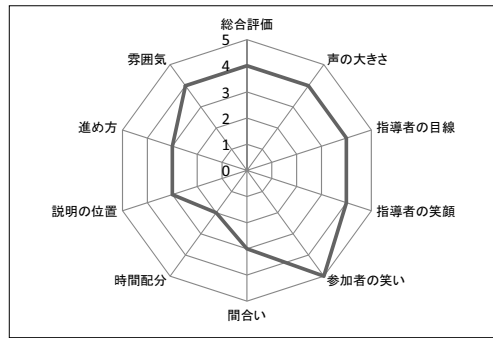 総合評価
声の大きさ
指導者の目線
指導者の笑顔
参加者の笑い
間合い
時間配分
説明の位置
進め方
雰囲気
5
4
3
2
1
0